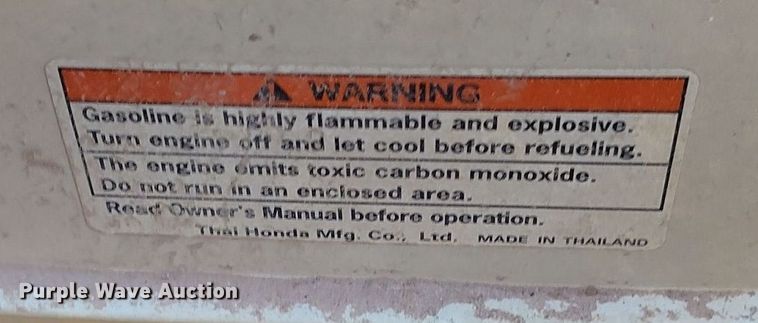 WARNING
Gasoline is highly flammable and explosive.
Turn engine off and let cool before refueling.
The engine emits toxic carbon monoxide.
Do not run in an enclosed area.
Read Owner's Manual before operation.
Thai Honda Mfg. Co., Ltd. MADE IN THAILAND
Purple Wave Auction